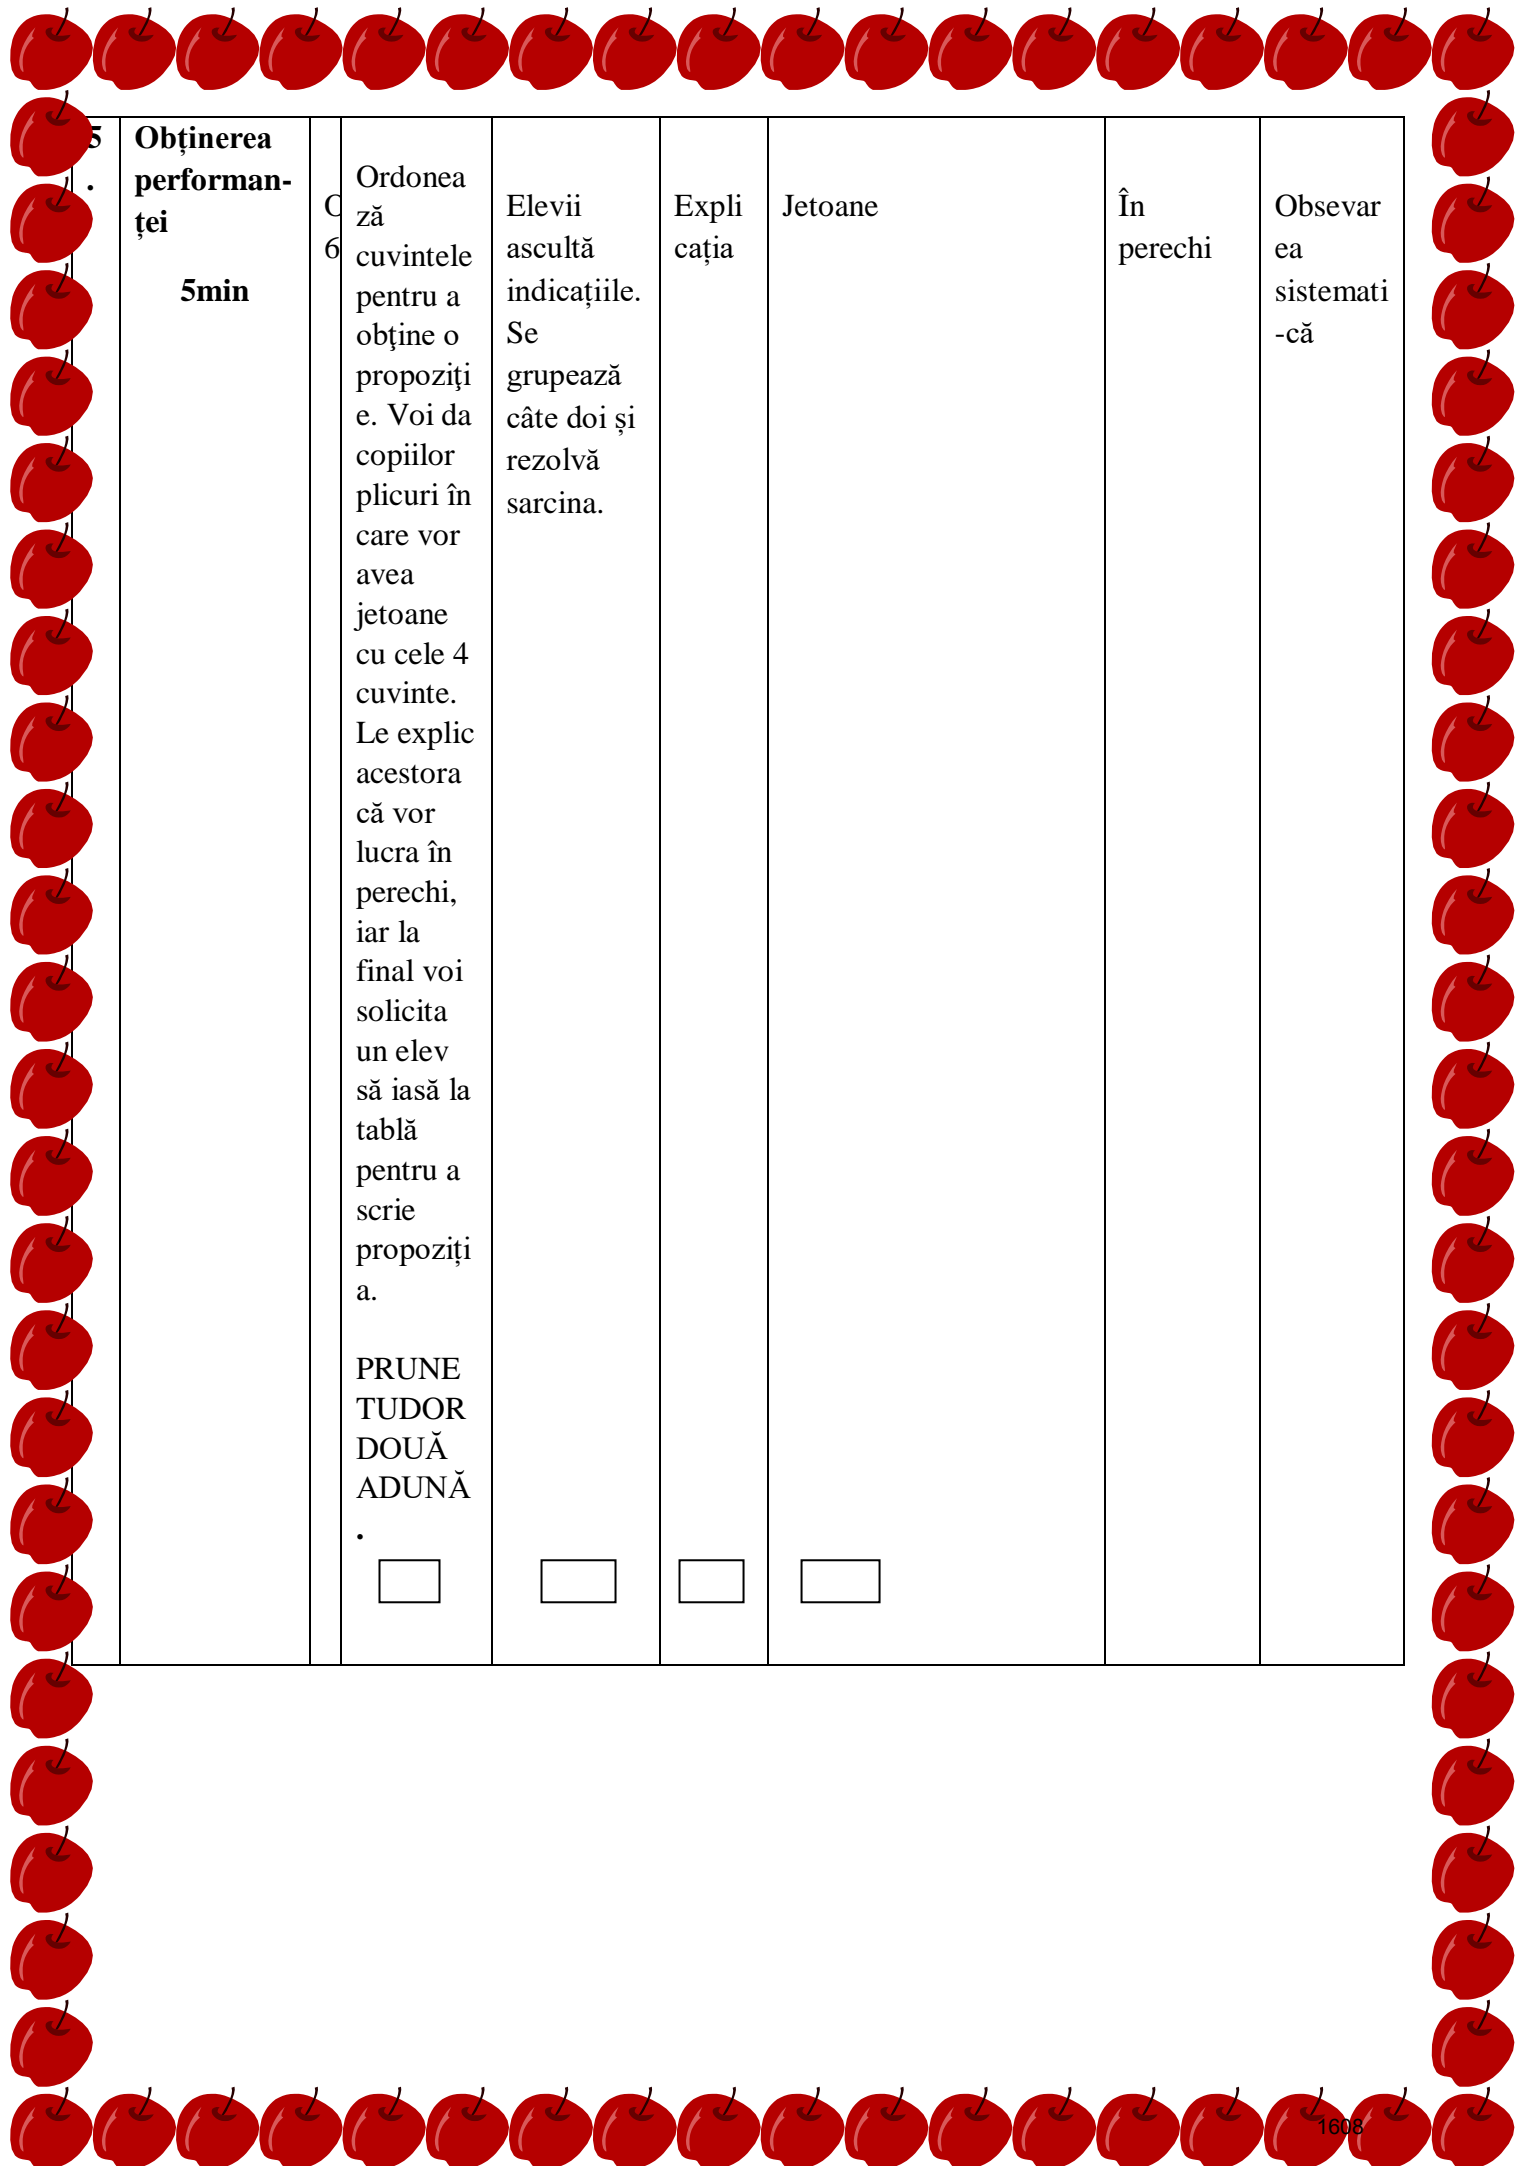 5
.
Obținerea
performan-
ței
5min
O
6
Ordonea
ză
cuvintele
pentru a
obţine o
propoziţi
e. Voi da
copiilor
plicuri în
care vor
avea
jetoane
cu cele 4
cuvinte.
Le explic
acestora
că vor
lucra în
perechi,
iar la
final voi
solicita
un elev
să iasă la
tablă
pentru a
scrie
propoziți
a.
PRUNE
TUDOR
DOUĂ
ADUNĂ
.
Elevii
ascultă
indicațiile.
Se
grupează
câte doi și
rezolvă
sarcina.
Expli
cația
Jetoane
În
perechi
Obsevar
ea
sistemati
-că
1608